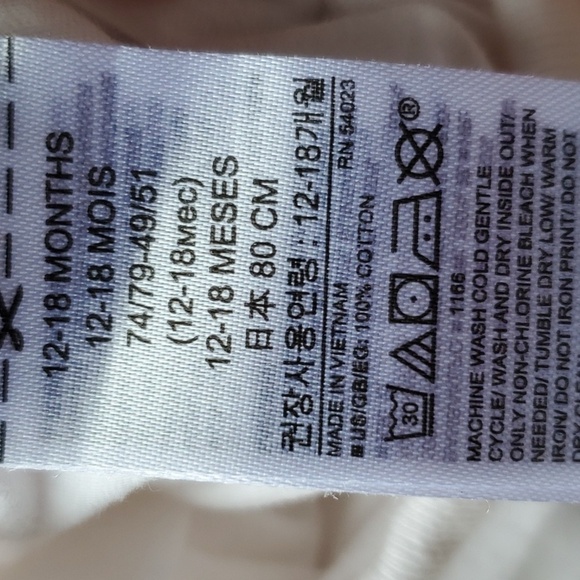 12-18 MONTHS
12-18 MOIS
74/79-49/51
(12-18мес)
12-18 MESES
日本 80 CM
권장사용연령 : 12-18개월
MADE IN VIETNAM RN 54023
US/GB/EG: 100% COTTON
30
®
1166
MACHINE WASH COLD GENTLE
CYCLE/ WASH AND DRY INSIDE OUT/
ONLY NON-CHLORINE BLEACH WHEN
NEEDED/ TUMBLE DRY LOW/ WARM
IRON/ DO NOT IRON PRINT/ DO NOT